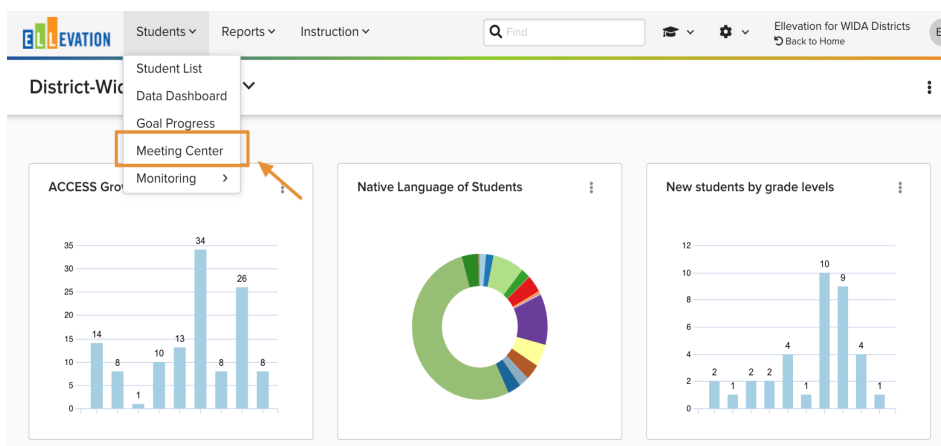 ELLEVATION
Students
Reports
Instruction
Find
Ellevation for WIDA Districts
Back to Home
E
District-Wid
Student List
Data Dashboard
Goal Progress
Meeting Center
Monitoring
ACCESS Grow
35
30
25
20
15
10
5
0
14
8
1
10
13
34
8
26
8
Native Language of Students
New students by grade levels
12
10
8
6
4
2
0
2
1
2
2
4
1
10
9
4
1